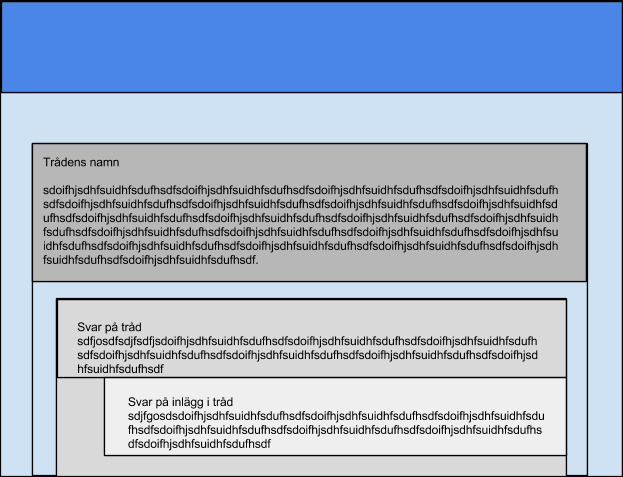 Trådens namn
sdoifhjsdhfsuidhfsdufhsdfsdoifhjsdhfsuidhfsdufhsdfsdoifhjsdhfsuidhfsdufhsdfsdoifhjsdhfsuidhfsdufh
sdfsdoifhjsdhfsuidhfsdufhsdfsdoifhjsdhfsuidhfsdufhsdfsdoifhjsdhfsuidhfsdufhsdfsdoifhjsdhfsuidhfsd
ufhsdfsdoifhjsdhfsuidhfsdufhsdfsdoifhjsdhfsuidhfsdufhsdfsdoifhjsdhfsuidhfsdufhsdfsdoifhjsdhfsuidh
fsdufhsdfsdoifhjsdhfsuidhfsdufhsdfsdoifhjsdhfsuidhfsdufhsdfsdoifhjsdhfsuidhfsdufhsdfsdoifhjsdhfsu
idhfsdufhsdfsdoifhjsdhfsuidhfsdufhsdfsdoifhjsdhfsuidhfsdufhsdfsdoifhjsdhfsuidhfsdufhsdfsdoifhjsdh
fsuidhfsdufhsdfsdoifhjsdhfsuidhfsdufhsdf.
Svar på tråd
sdfjosdfsdjfsdfjsdoifhjsdhfsuidhfsdufhsdfsdoifhjsdhfsuidhfsdufhsdfsdoifhjsdhfsuidhfsdufh
sdfsdoifhjsdhfsuidhfsdufhsdfsdoifhjsdhfsuidhfsdufhsdfsdoifhjsdhfsuidhfsdufhsdfsdoifhjsd
hfsuidhfsdufhsdf
Svar på inlägg i tråd
sdjfgosdsdoifhjsdhfsuidhfsdufhsdfsdoifhjsdhfsuidhfsdufhsdfsdoifhjsdhfsuidhfsdu
fhsdfsdoifhjsdhfsuidhfsdufhsdfsdoifhjsdhfsuidhfsdufhsdfsdoifhjsdhfsuidhfsdufhs
dfsdoifhjsdhfsuidhfsdufhsdf